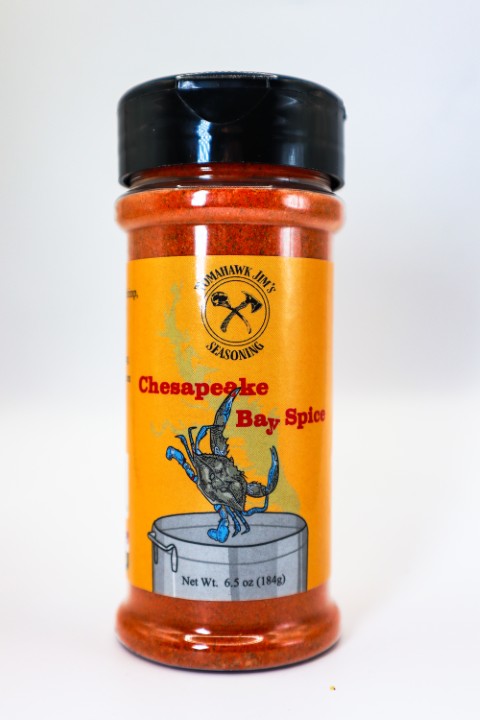 TOMAHAWK JIM'S
SEASONING
Chesapeake
Bay Spice
Net Wt. 6.5 oz (184g)